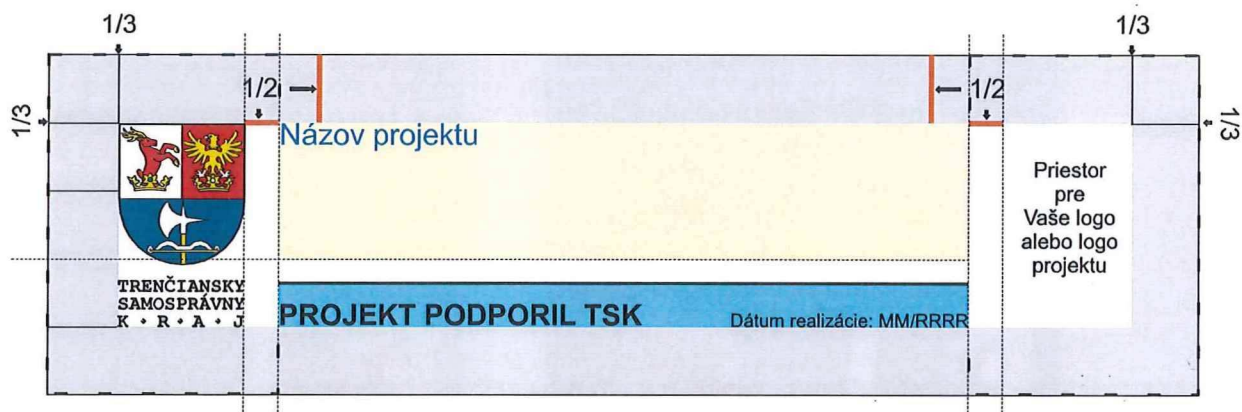 1/3
1/3
1/2
1/2
1/3
1/3
Názov projektu
Priestor
pre
Vaše logo
alebo logo
projektu
TRENČIANSKY
SAMOSPRÁVNY
K • R • A • J
PROJEKT PODPORIL TSK
Dátum realizácie: MM/RRRR